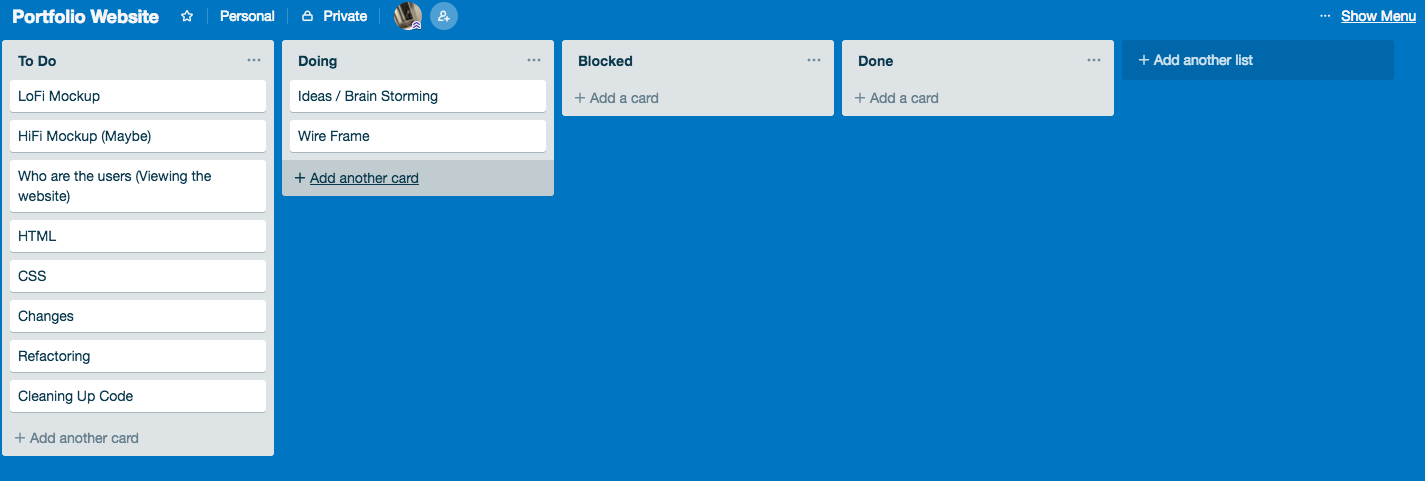 Portfolio Website
Personal
Private
Show Menu
To Do
LoFi Mockup
HiFi Mockup (Maybe)
Who are the users (Viewing the
website)
HTML
CSS
Changes
Refactoring
Cleaning Up Code
+ Add another card
Doing
Ideas / Brain Storming
Wire Frame
+ Add another card
Blocked
+ Add a card
Done
+ Add a card
+ Add another list